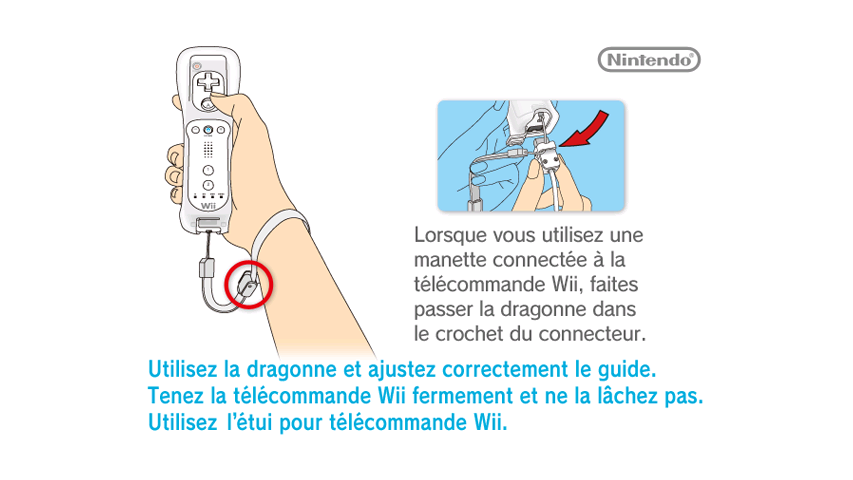 Nintendo®
Wii
Lorsque vous utilisez une
manette connectée à la
télécommande Wii, faites
passer la dragonne dans
le crochet du connecteur.
Utilisez la dragonne et ajustez correctement le guide.
Tenez la télécommande Wii fermement et ne la lâchez pas.
Utilisez l'étui pour télécommande Wii.